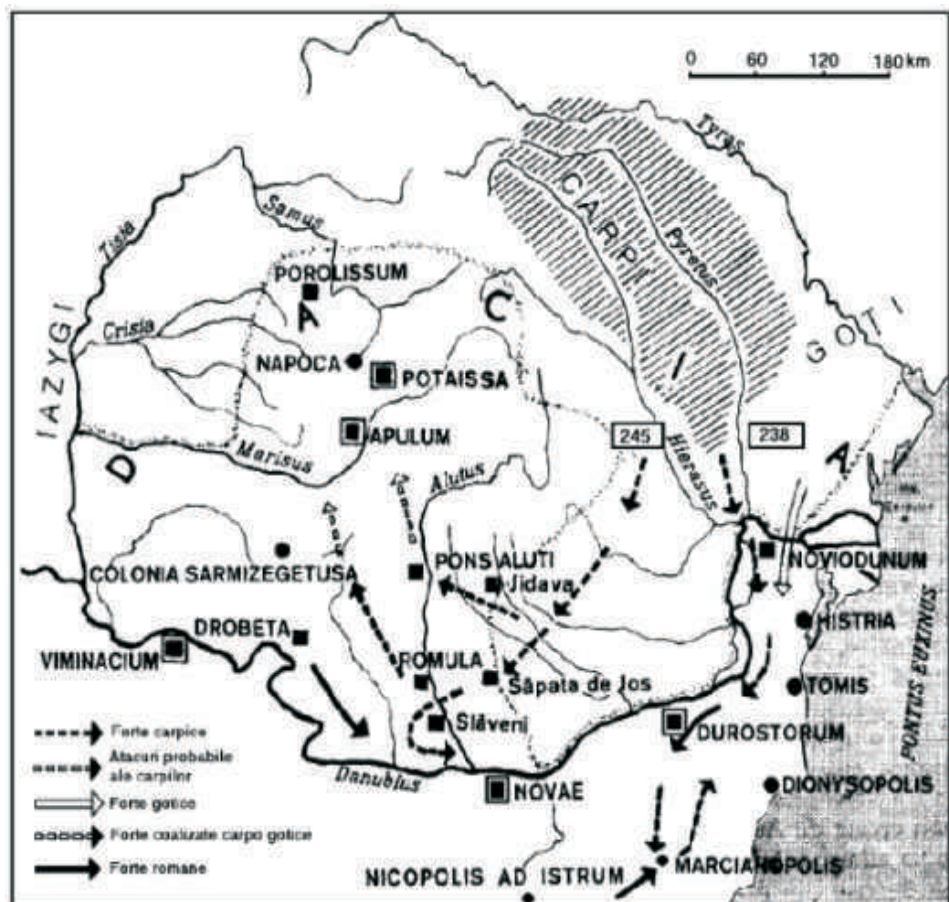 0 60 120 180 km
Tyras
CARPI
Pyretus
Samus
Tisia
POROLISSUM
D A C I A
GOTI
Crisia
NAPOCA
POTAISSA
IAZYGI
APULUM
245
238
Marisus
Hierasus
Alutus
PONS ALUTI
NOVIODUNUM
COLONIA SARMIZEGETUSA
Jidava
DROBETA
HISTRIA
VIMINACIUM
ROMULA
Săpata de Jos
TOMIS
PONTUS EUXINUS
Slăveni
DUROSTORUM
Danubius
NOVAE
DIONYSOPOLIS
MARCIANOPOLIS
NICOPOLIS AD ISTRUM
Forte carpice
Atacuri probabile
ale carpilor
Forte gotice
Forte coalizate carpo gotice
Forte romane